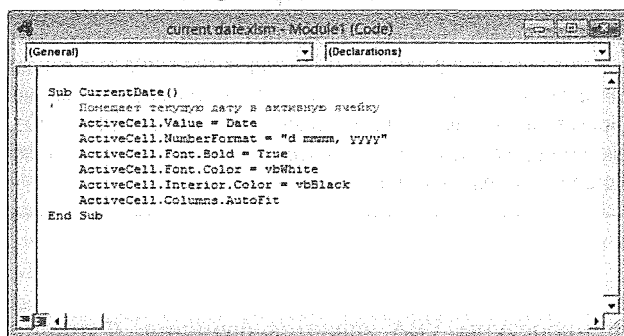 current date.xlsm - Module1 (Code)
(General) (Declarations)
Sub CurrentDate()
' Помещает текущую дату в активную ячейку
ActiveCell.Value = Date
ActiveCell.NumberFormat = "d mmmm, yyyy"
ActiveCell.Font.Bold = True
ActiveCell.Font.Color = vbWhite
ActiveCell.Interior.Color = vbBlack
ActiveCell.Columns.AutoFit
End Sub